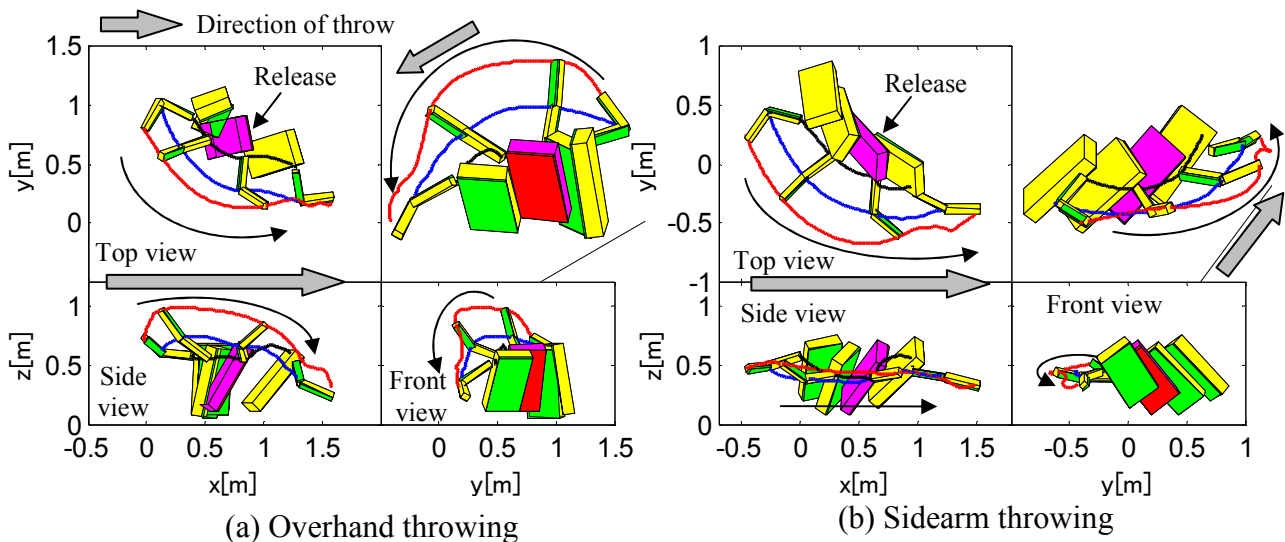 Direction of throw
1.5
1
0.5
0
y[m]
Release
Top view
1
0.5
0
z[m]
Side
view
Front
view
-0.5 0 0.5 1 1.5
0 0.5 1 1.5
x[m]
y[m]
(a) Overhand throwing
1
0.5
0
-0.5
-1
y[m]
Release
Top view
1
0.5
0
z[m]
Side view
Front view
-0.5 0 0.5 1 1.5
-0.5 0 0.5 1
x[m]
y[m]
(b) Sidearm throwing